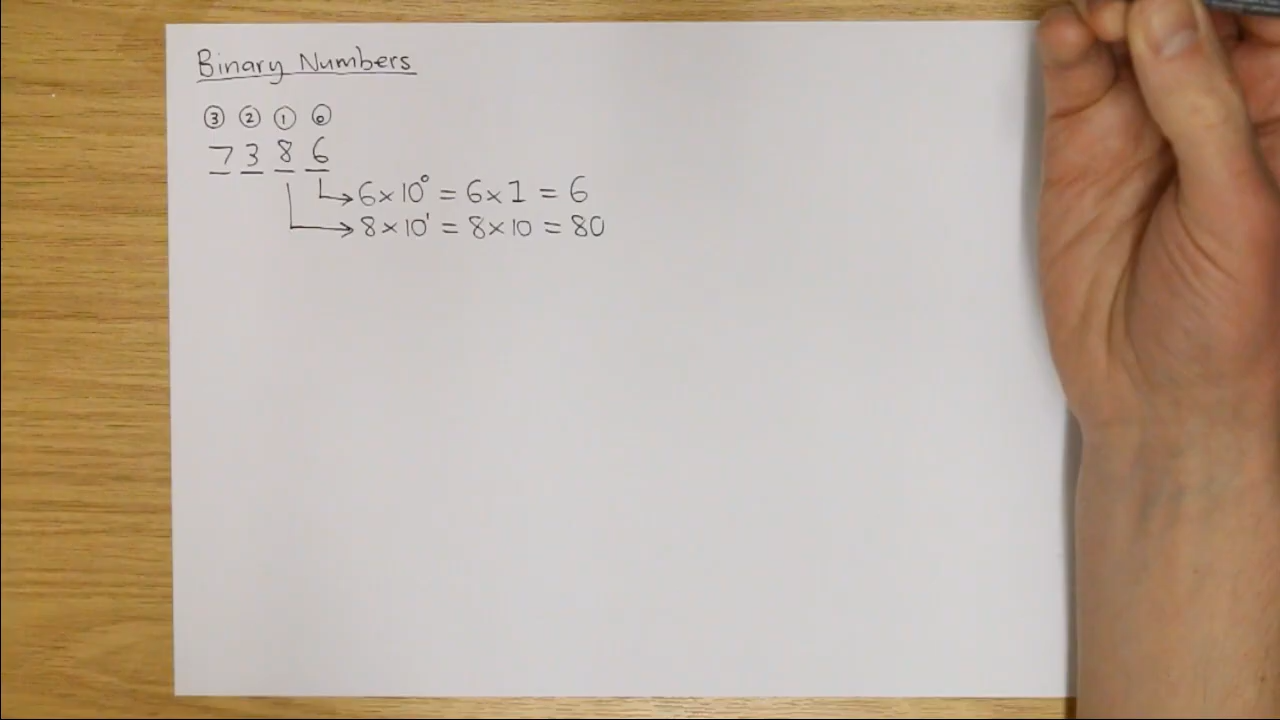 Binary Numbers
③ ② ① ⓪
7 3 8 6
6×10⁰ = 6×1 = 6
8×10¹ = 8×10 = 80